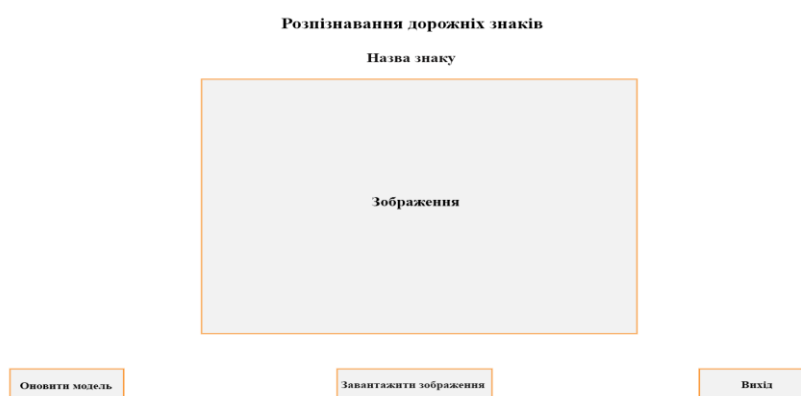 Розпізнавання дорожніх знаків
Назва знаку
Зображення
Оновити модель
Завантажити зображення
Вихід